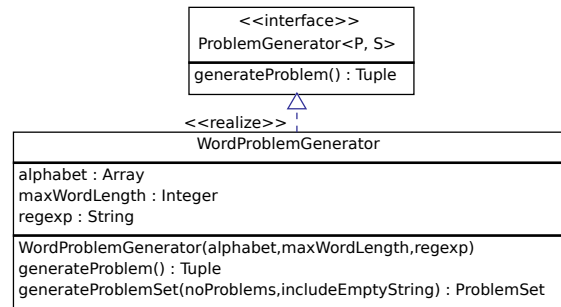 <<interface>>
ProblemGenerator<P, S>
generateProblem() : Tuple
<<realize>>
WordProblemGenerator
alphabet : Array
maxWordLength : Integer
regexp : String
WordProblemGenerator(alphabet,maxWordLength,regexp)
generateProblem() : Tuple
generateProblemSet(noProblems,includeEmptyString) : ProblemSet